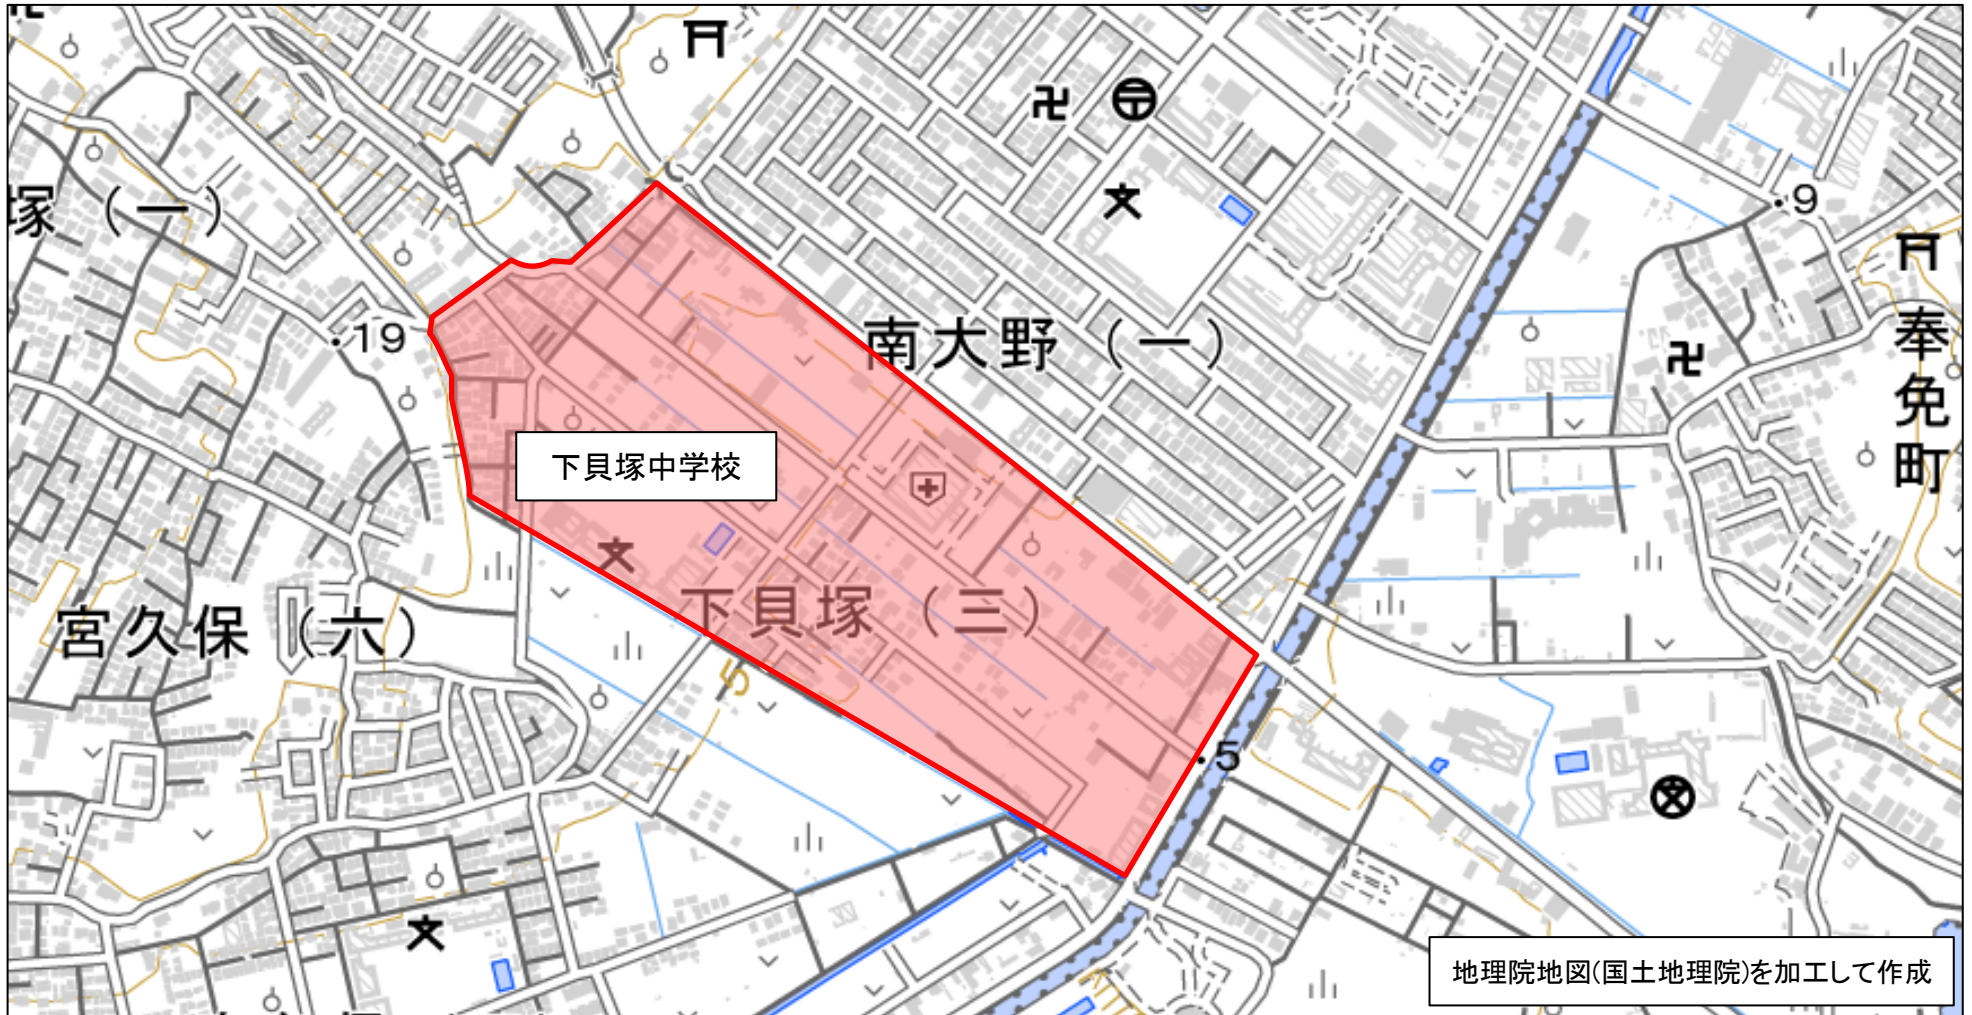 塚（一）
19
南大野（一）
9
奉免町
下貝塚中学校
下貝塚（三）
宮久保（六）
5
5
地理院地図(国土地理院)を加工して作成